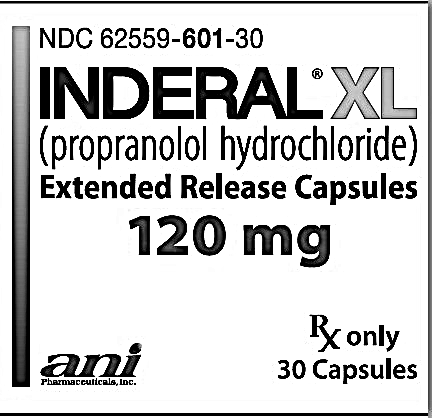 NDC 62559-601-30
INDERAL® XL
(propranolol hydrochloride)
Extended Release Capsules
120 mg
Rx only
30 Capsules
ani
Pharmaceuticals, Inc.